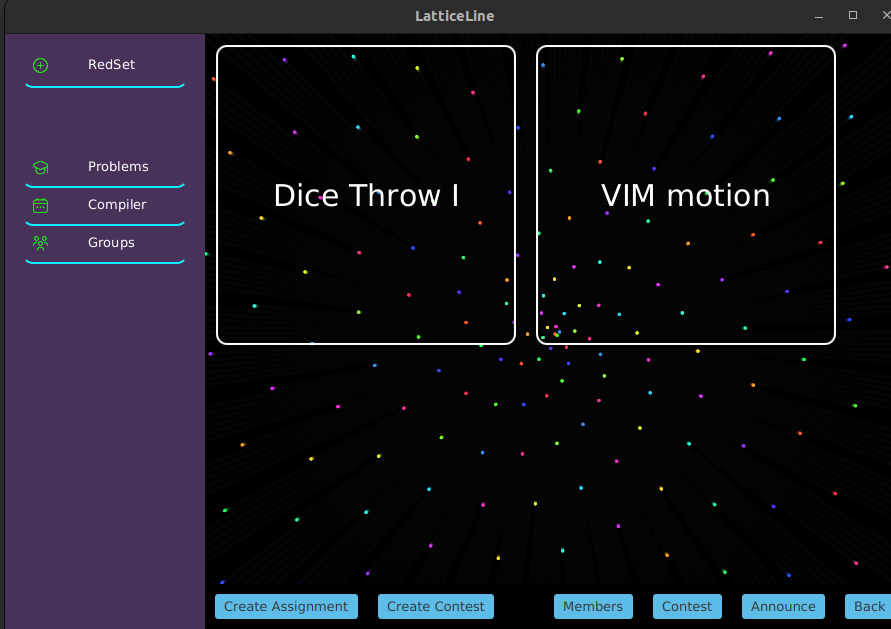 LatticeLine
RedSet
Problems
Compiler
Groups
Dice Throw I
VIM motion
Create Assignment
Create Contest
Members
Contest
Announce
Back